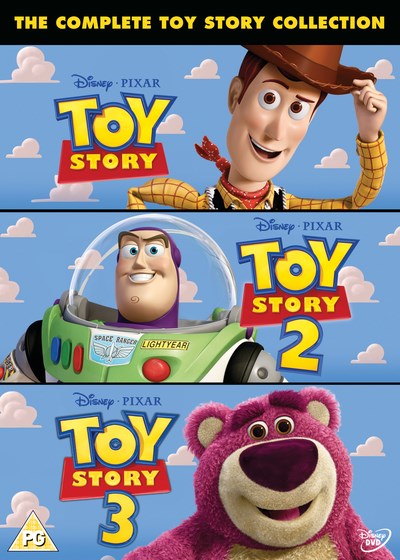 THE COMPLETE TOY STORY COLLECTION
Disney · PIXAR
TOY
STORY
Disney · PIXAR
TOY
STORY
2
SPACE RANGER
LIGHTYEAR
Disney · PIXAR
TOY
STORY
3
PG
Disney
DVD